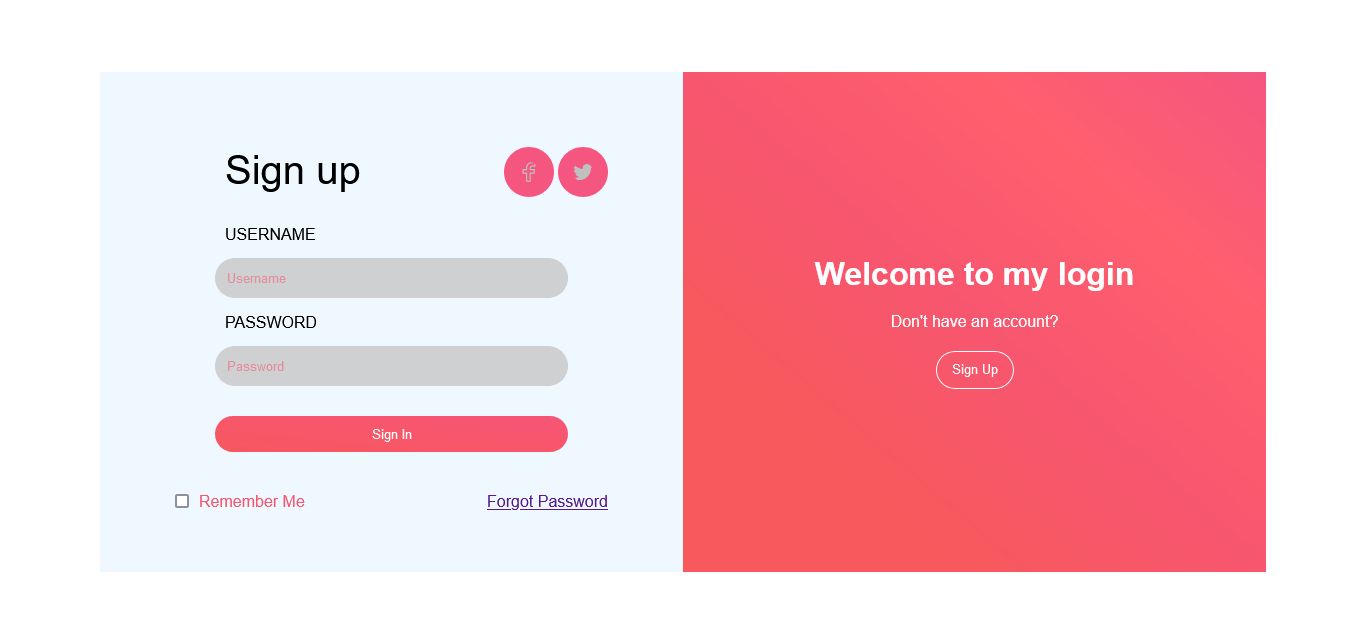 Sign up
USERNAME
Username
PASSWORD
Password
Sign In
Remember Me
Forgot Password
Welcome to my login
Don't have an account?
Sign Up